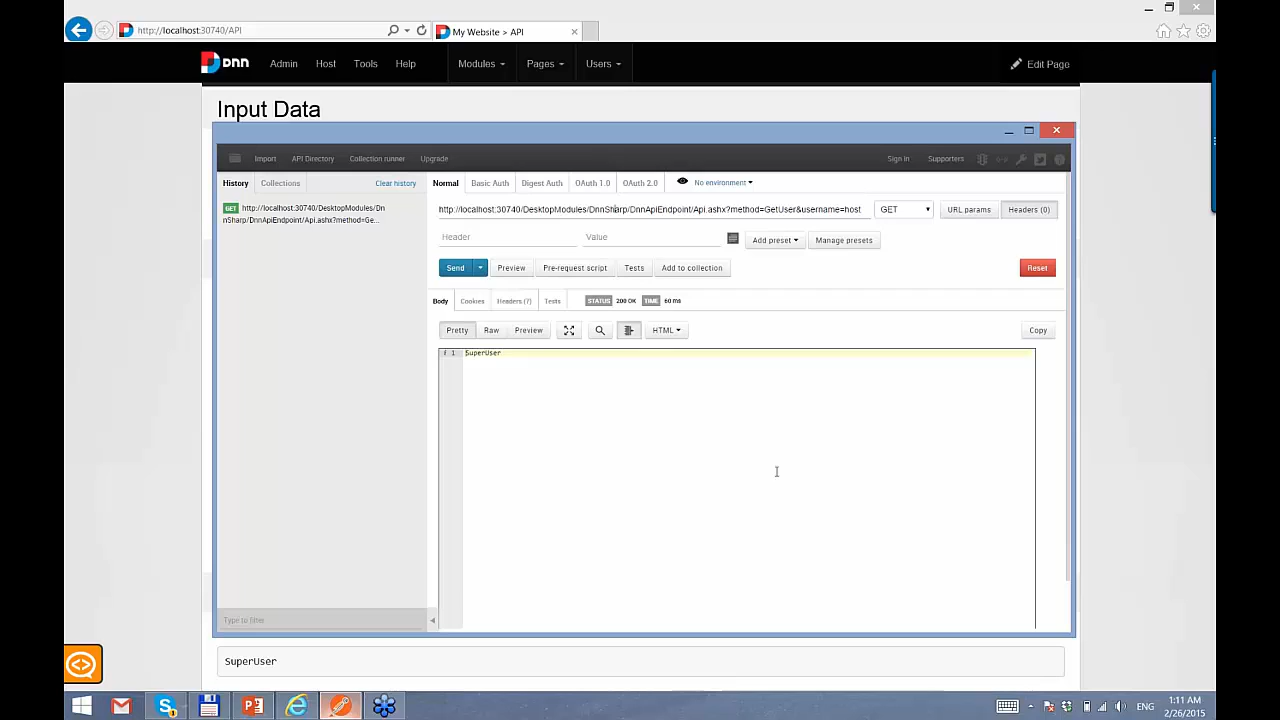 http://localhost:30740/API
My Website > API
DNN Admin Host Tools Help Modules Pages Users Edit Page
Input Data
Import API Directory Collection runner Upgrade Sign In Supporters
History Collections Clear history
Normal Basic Auth Digest Auth OAuth 1.0 OAuth 2.0 No environment
GET http://localhost:30740/DesktopModules/Dn
nSharp/DnnApiEndpoint/Api.ashx?method=Ge...
http://localhost:30740/DesktopModules/DnnSharp/DnnApiEndpoint/Api.ashx?method=GetUser&username=host GET URL params Headers (0)
Header Value Add preset Manage presets
Send Preview Pre-request script Tests Add to collection Reset
Body Cookies Headers (7) Tests STATUS 200 OK TIME 60 ms
Pretty Raw Preview HTML Copy
i 1 SuperUser
Type to filter
SuperUser
ENG
1:11 AM
2/26/2015